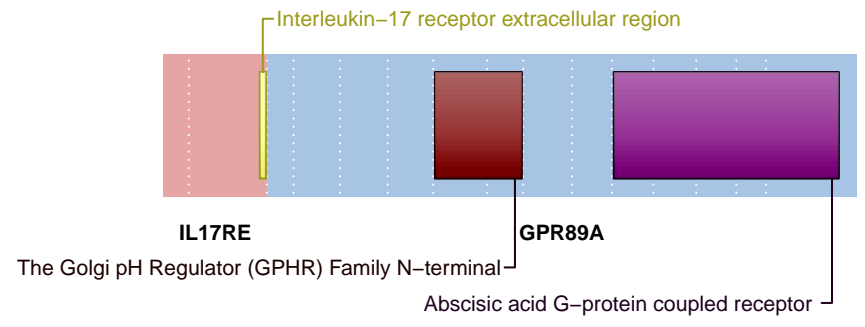 Interleukin−17 receptor extracellular region
IL17RE
GPR89A
The Golgi pH Regulator (GPHR) Family N−terminal
Abscisic acid G−protein coupled receptor